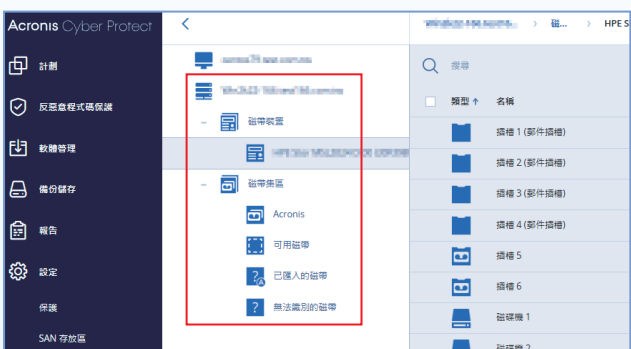 Acronis Cyber Protect
計劃
反惡意程式碼保護
軟體管理
備份儲存
報告
設定
保護
SAN 存放區
磁帶裝置
磁帶集區
Acronis
可用磁帶
已匯入的磁帶
無法識別的磁帶
磁... > HPE S
搜尋
類型 名稱
插槽 1 (郵件插槽)
插槽 2 (郵件插槽)
插槽 3 (郵件插槽)
插槽 4 (郵件插槽)
插槽 5
插槽 6
磁碟機 1
磁碟機 2